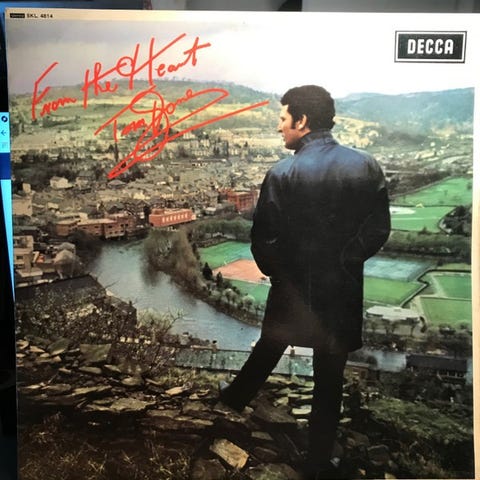 SKL. 4814
DECCA
From the Heart
Tom Jones